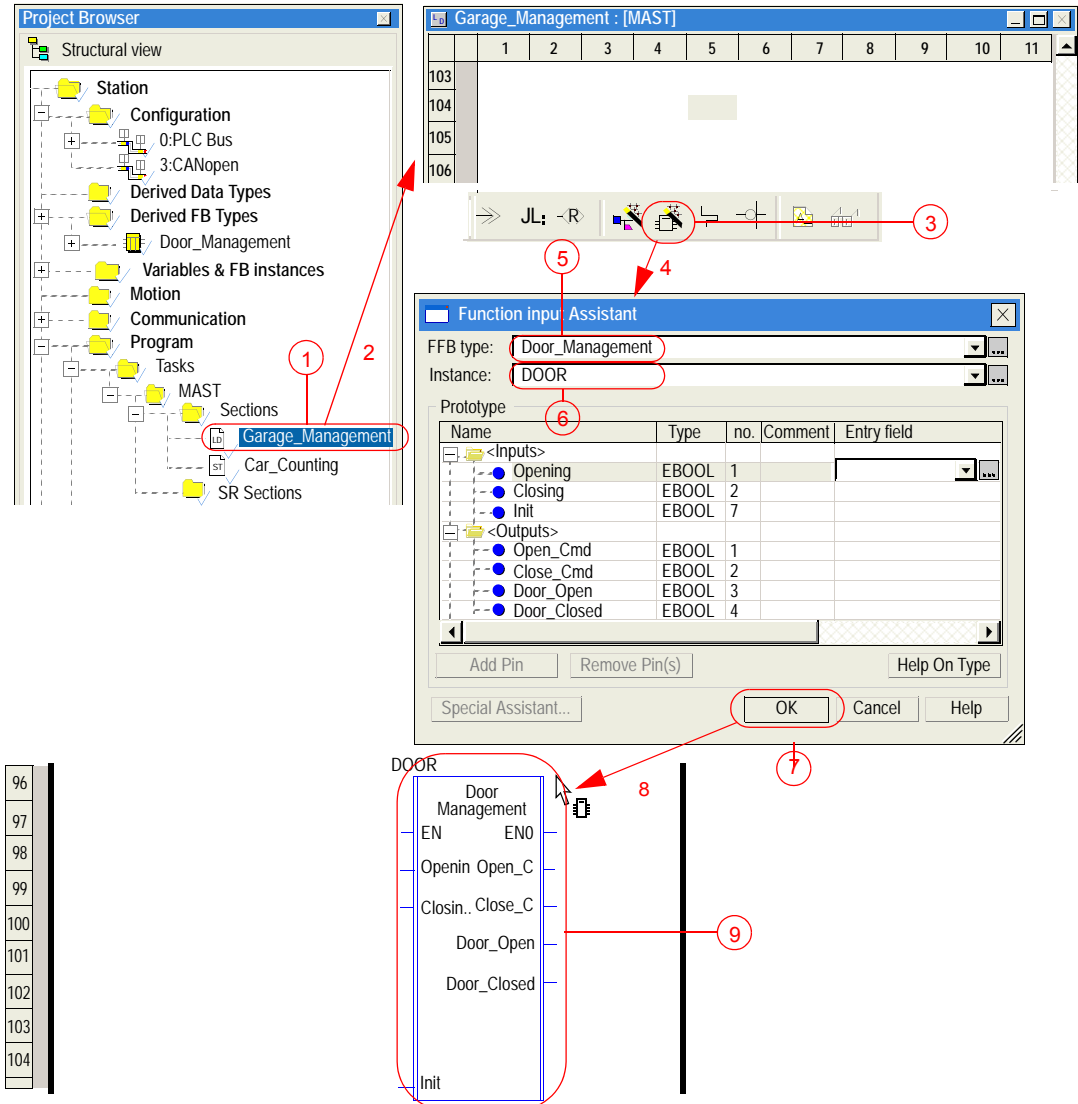 Project Browser
Structural view
Station
Configuration
0:PLC Bus
3:CANopen
Derived Data Types
Derived FB Types
Door_Management
Variables & FB instances
Motion
Communication
Program
Tasks
MAST
Sections
LD Garage_Management
ST Car_Counting
SR Sections
1
2
LD Garage_Management : [MAST]
1 2 3 4 5 6 7 8 9 10 11
103
104
105
106
JL: R
3
4
5
Function input Assistant
FFB type: Door_Management
Instance: DOOR
6
Prototype
Name Type no. Comment Entry field
<Inputs>
Opening EBOOL 1
Closing EBOOL 2
Init EBOOL 7
<Outputs>
Open_Cmd EBOOL 1
Close_Cmd EBOOL 2
Door_Open EBOOL 3
Door_Closed EBOOL 4
Add Pin Remove Pin(s) Help On Type
Special Assistant... OK Cancel Help
7
8
96
97
98
99
100
101
102
103
104
DOOR
Door
Management
EN EN0
Openin Open_C
Closin.. Close_C
Door_Open
Door_Closed
Init
9